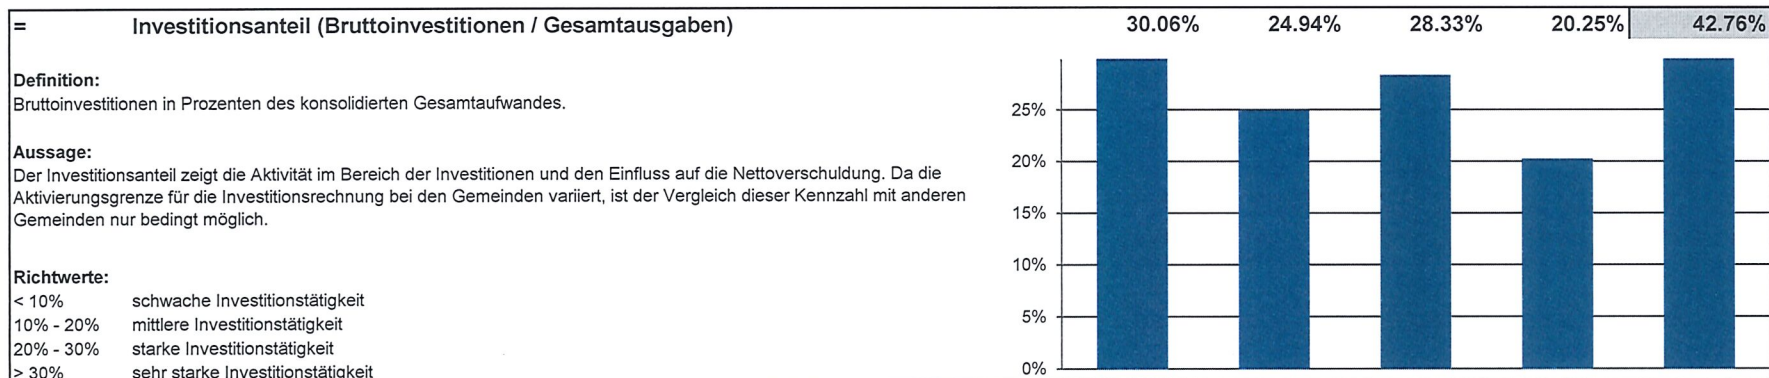 = Investitionsanteil (Bruttoinvestitionen / Gesamtausgaben) 30.06% 24.94% 28.33% 20.25% 42.76%
Definition:
Bruttoinvestitionen in Prozenten des konsolidierten Gesamtaufwandes.
Aussage:
Der Investitionsanteil zeigt die Aktivität im Bereich der Investionen und den Einfluss auf die Nettoverschuldung. Da die
Aktivierungsgrenze für die Investitionsrechnung bei den Gemeinden variiert, ist der Vergleich dieser Kennzahl mit anderen
Gemeinden nur bedingt möglich.
Richtwerte:
< 10% schwache Investitionstätigkeit
10% - 20% mittlere Investitionstätigkeit
20% - 30% starke Investitionstätigkeit
> 30% sehr starke Investitionstätigkeit
25%
20%
15%
10%
5%
0%